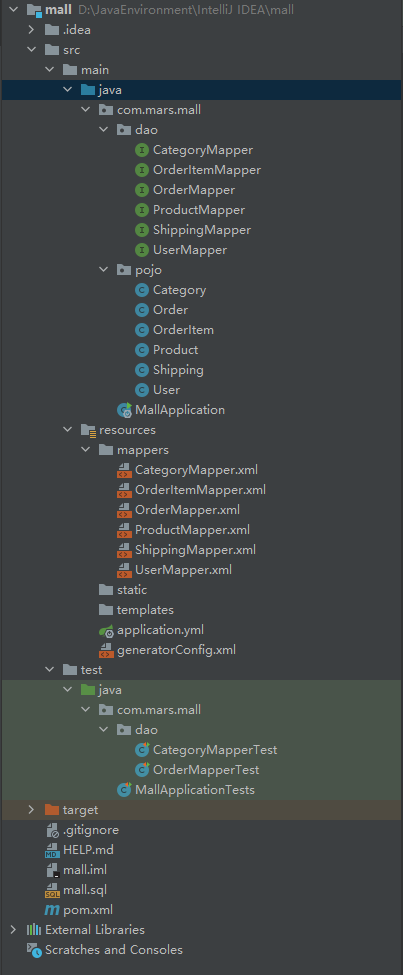 mall D:\JavaEnvironment\IntelliJ IDEA\mall
.idea
src
main
java
com.mars.mall
dao
CategoryMapper
OrderItemMapper
OrderMapper
ProductMapper
ShippingMapper
UserMapper
pojo
Category
Order
OrderItem
Product
Shipping
User
MallApplication
resources
mappers
CategoryMapper.xml
OrderItemMapper.xml
OrderMapper.xml
ProductMapper.xml
ShippingMapper.xml
UserMapper.xml
static
templates
application.yml
generatorConfig.xml
test
java
com.mars.mall
dao
CategoryMapperTest
OrderMapperTest
MallApplicationTests
target
.gitignore
HELP.md
mall.iml
mall.sql
pom.xml
External Libraries
Scratches and Consoles